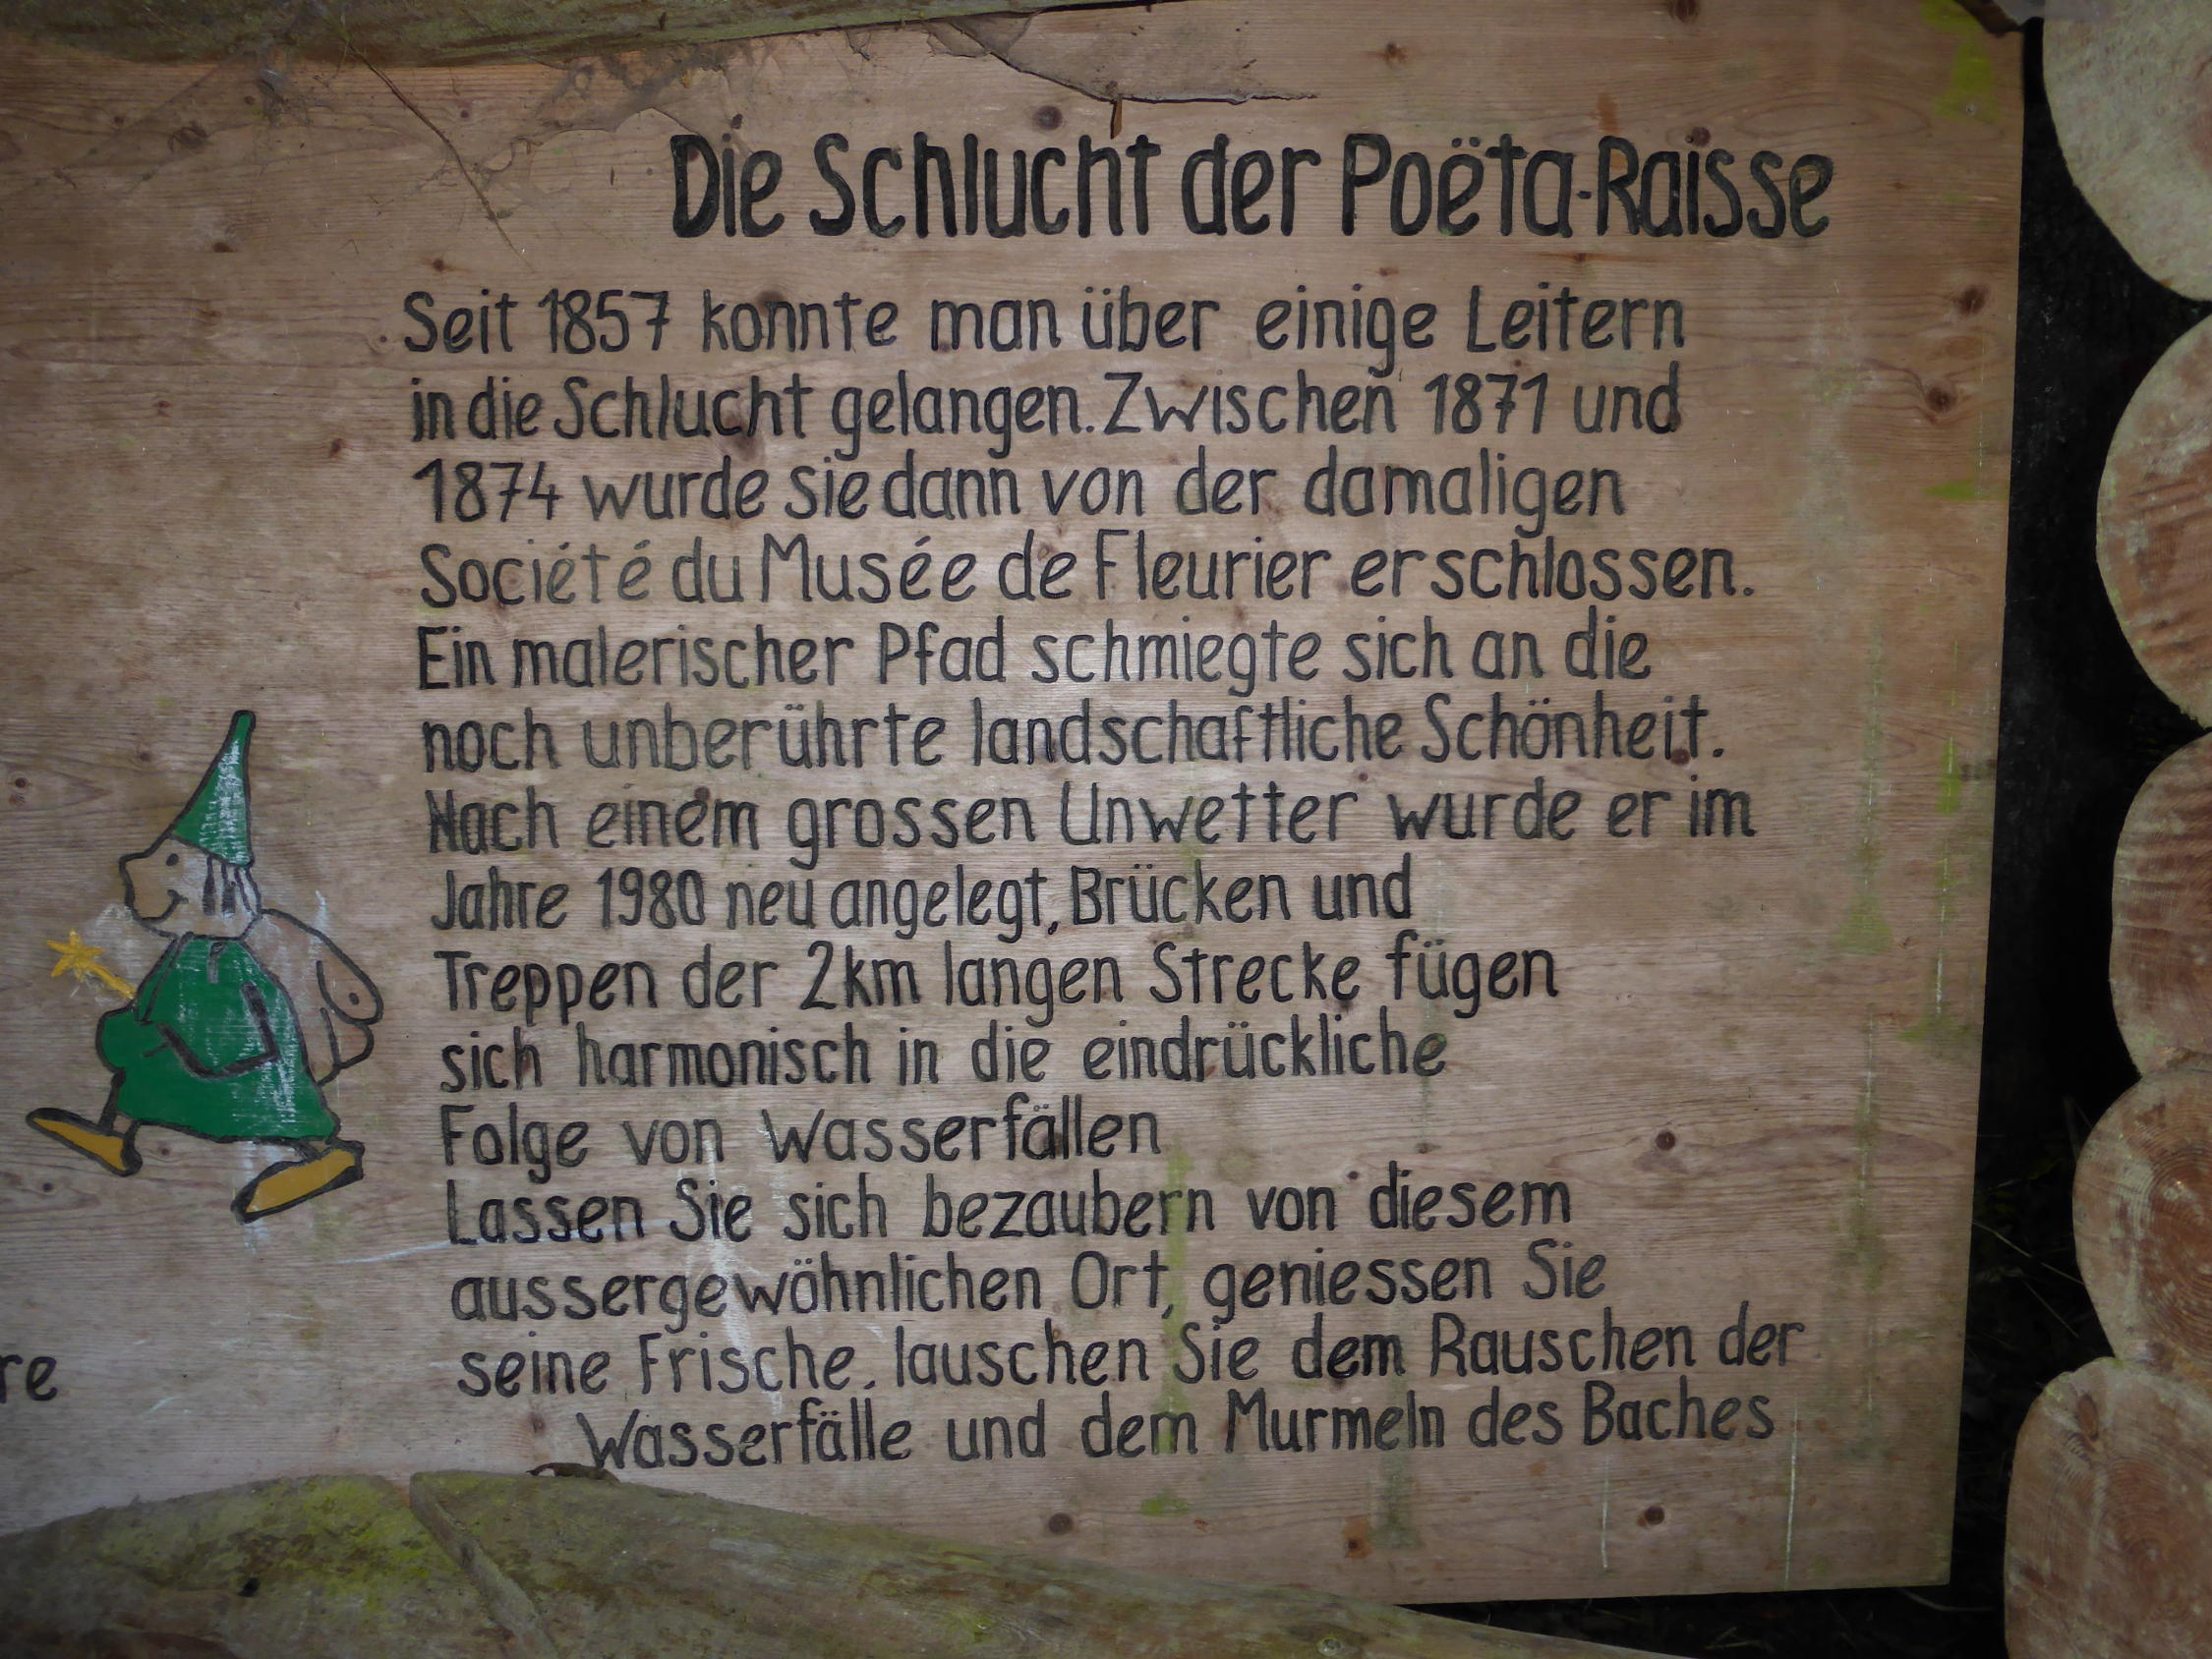 Die Schlucht der Poëta-Raisse
Seit 1857 konnte man über einige Leitern
in die Schlucht gelangen. Zwischen 1871 und
1874 wurde sie dann von der damaligen
Société du Musée de Fleurier erschlossen.
Ein malerischer Pfad schmiegte sich an die
noch unberührte landschaftliche Schönheit.
Nach einem grossen Unwetter wurde er im
Jahre 1980 neu angelegt. Brücken und
Treppen der 2km langen Strecke fügen
sich harmonisch in die eindrückliche
Folge von Wasserfällen
Lassen Sie sich bezaubern von diesem
aussergewöhnlichen Ort, geniessen Sie
seine Frische, lauschen Sie dem Rauschen der
Wasserfälle und dem Murmeln des Baches
re